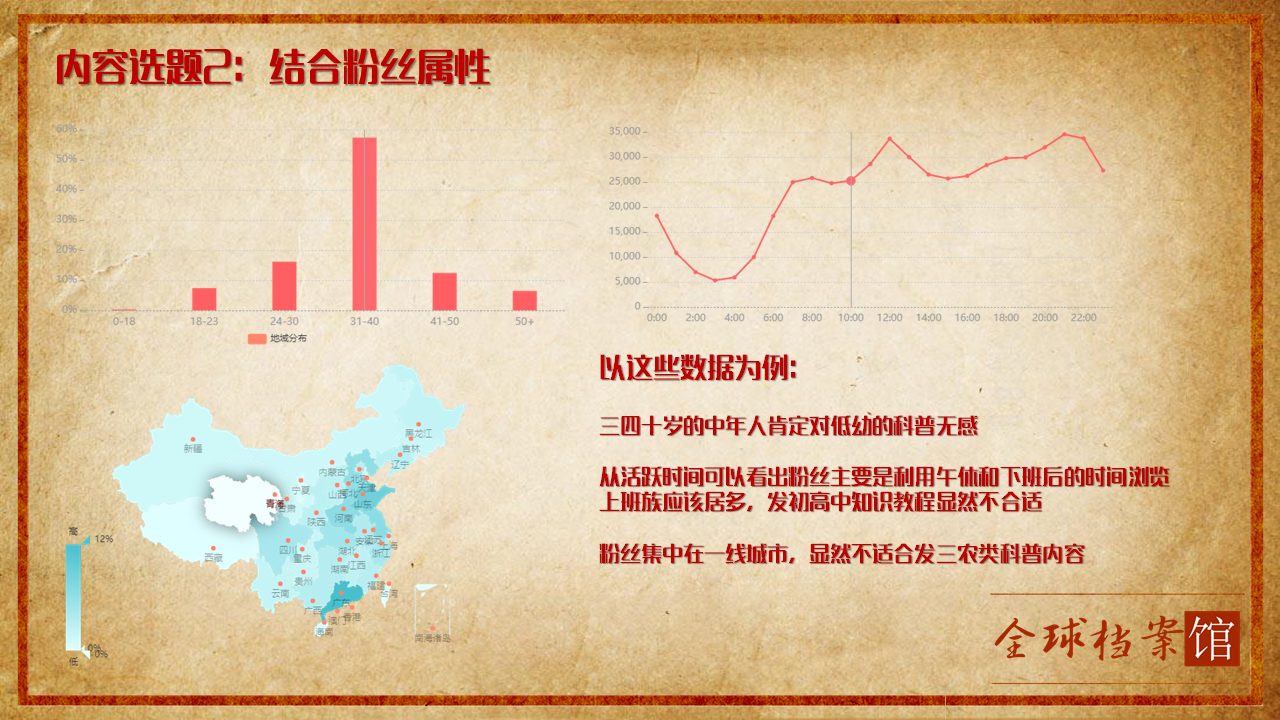 内容选题2：结合粉丝属性
60%
50%
40%
30%
20%
10%
0%
0-18
18-23
24-30
31-40
41-50
50+
地域分布
35,000
30,000
25,000
20,000
15,000
10,000
5,000
0
0:00
2:00
4:00
6:00
8:00
10:00
12:00
14:00
16:00
18:00
20:00
22:00
以这些数据为例：
三四十岁的中年人肯定对低幼的科普无感
从活跃时间可以看出粉丝主要是利用午休和下班后的时间浏览
上班族应该居多，发初高中知识教程显然不合适
粉丝集中在一线城市，显然不适合发三农类科普内容
黑龙江
吉林
辽宁
新疆
内蒙古
北京
天津
宁夏
山西
山东
青海
甘肃
陕西
河南
西藏
四川
重庆
湖北
安徽
上海
浙江
湖南
江西
贵州
福建
云南
台湾
广西
广东
香港
澳门
海南
南海诸岛
高
12%
0%
0%
低
全球档案馆